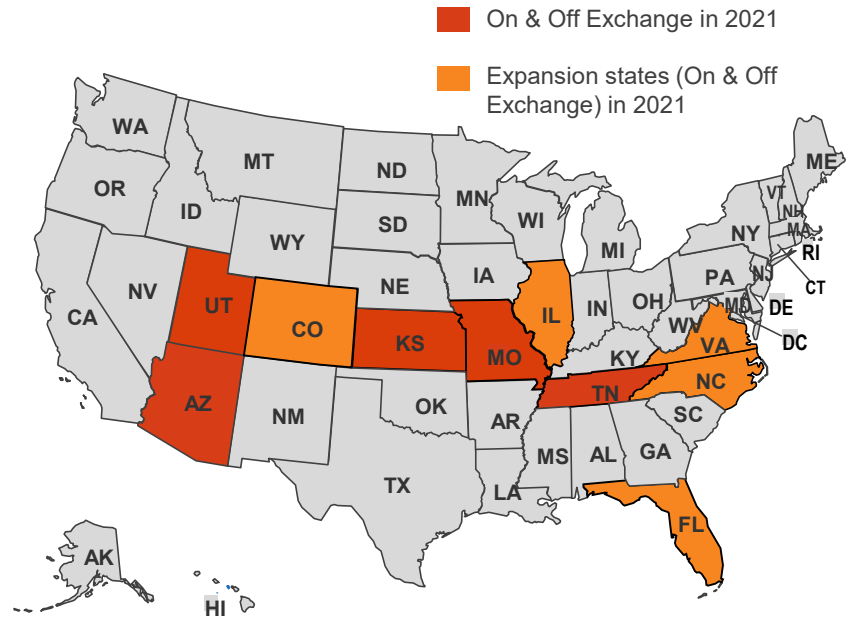 On & Off Exchange in 2021
Expansion states (On & Off
Exchange) in 2021
WA
MT
ND
MN
ME
VT
NH
OR
ID
SD
WI
MI
NY
MA
WY
RI
IA
NE
PA
NJ
CT
NV
UT
CO
IL
IN
OH
MD
DE
CA
KS
MO
WV
VA
DC
KY
AZ
NM
OK
TN
NC
AR
SC
TX
MS
AL
GA
LA
FL
AK
HI